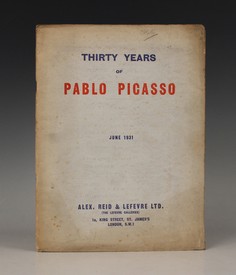 THIRTY YEARS
OF
PABLO PICASSO
JUNE 1931
ALEX. REID & LEFEVRE LTD.
(THE LEFEVRE GALLERIES)
1A, KING STREET, ST. JAMES'S
LONDON, S.W.1